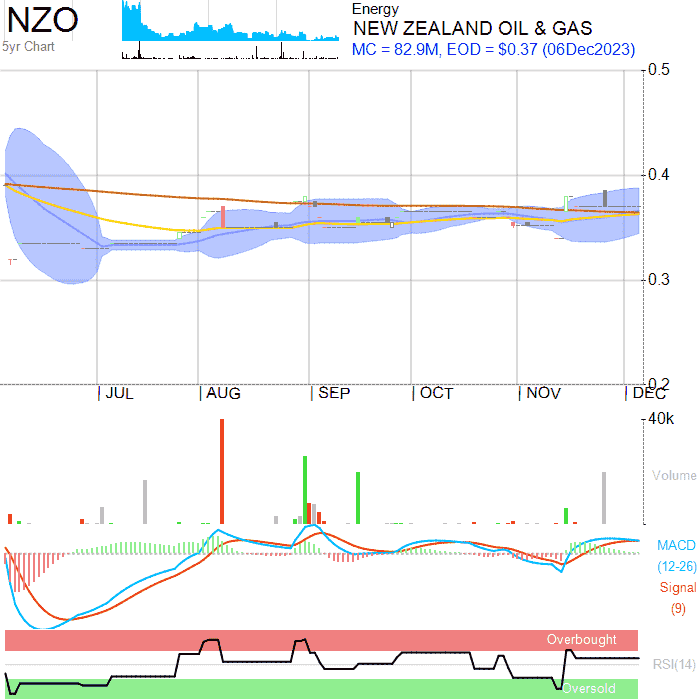 NZO
5yr Chart
Energy
NEW ZEALAND OIL & GAS
MC = 82.9M, EOD = $0.37 (06Dec2023)
0.5
0.4
0.3
0.2
JUL
AUG
SEP
OCT
NOV
DEC
40k
Volume
MACD
(12-26)
Signal
(9)
Overbought
RSI(14)
Oversold